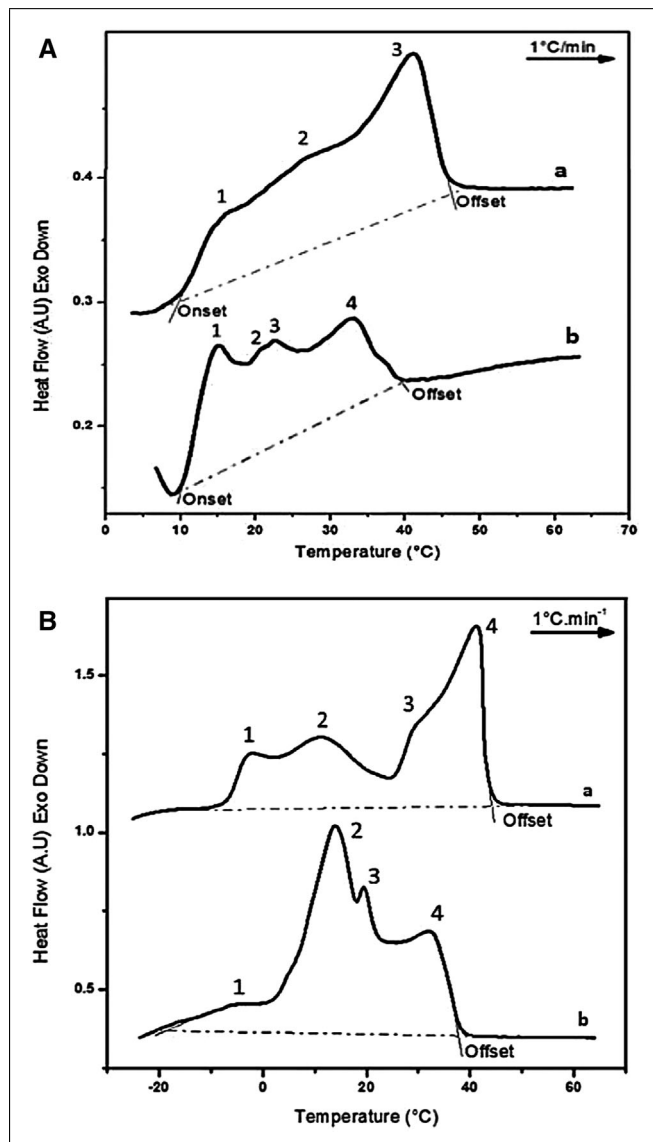 A
1°C/min
3
2
1
a
Offset
Onset
4
1
2
3
b
Offset
Onset
0.4
0.3
0.2
Heat Flow (A.U) Exo Down
0 10 20 30 40 50 60 70
Temperature (°C)
B
1°C.min⁻¹
4
3
1
2
a
Offset
2
3
4
1
b
Offset
1.5
1.0
0.5
Heat Flow (A.U) Exo Down
-20 0 20 40 60
Temperature (°C)